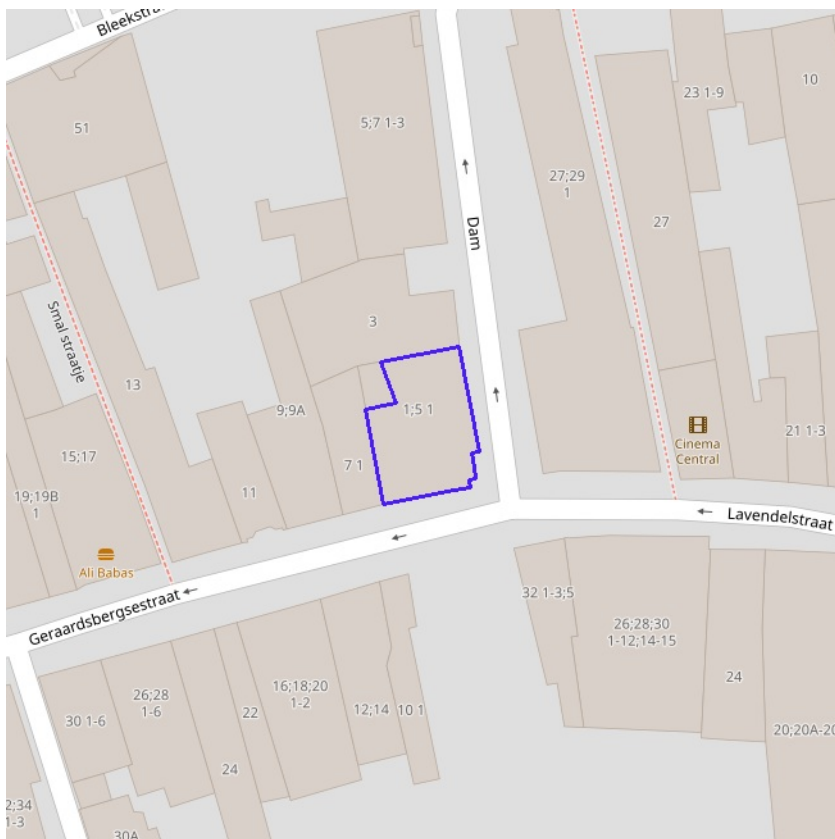 Bleekstra
51
5;7 1-3
23 1-9
10
27;29
1
27
Dam
Smal straatje
3
13
9;9A
1;5 1
7 1
15;17
19;19B
1
11
Cinema
Central
21 1-3
Ali Babas
Lavendelstraat
Geraardsbergsestraat
32 1-3;5
26;28;30
1-12;14-15
24
20;20A-20
16;18;20
1-2
12;14
10 1
22
26;28
1-6
30 1-6
24
2;34
1-3
30A